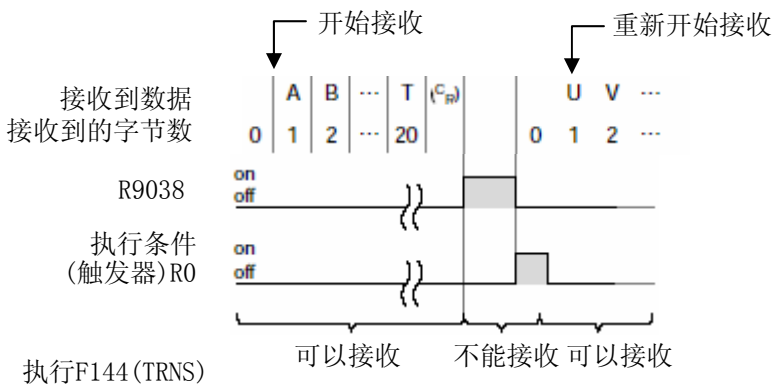 开始接收
重新开始接收
接收到数据 A B ··· T (CR) U V ···
接收到的字节数 0 1 2 ··· 20 0 1 2 ···
R9038 on
off
执行条件 on
(触发器)R0 off
可以接收 不能接收 可以接收
执行F144(TRNS)